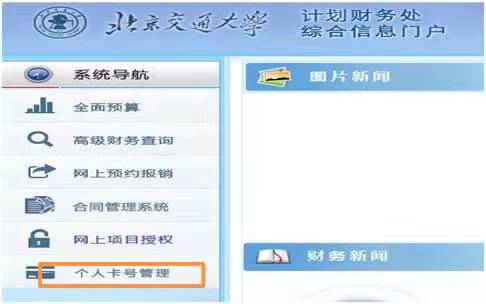 北京交通大学
计划财务处
综合信息门户
系统导航
全面预算
高级财务查询
网上预约报销
合同管理系统
网上项目授权
个人卡号管理
图片新闻
财务新闻